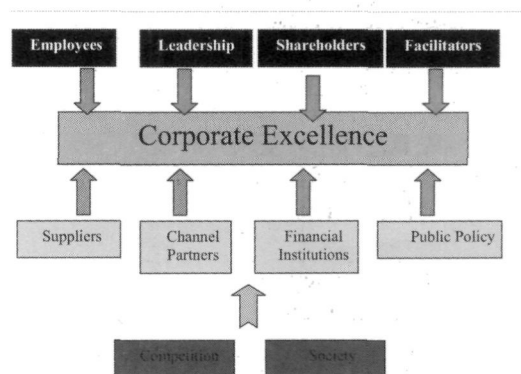 Employees
Leadership
Shareholders
Facilitators
Corporate Excellence
Suppliers
Channel
Partners
Financial
Institutions
Public Policy
Competition
Society